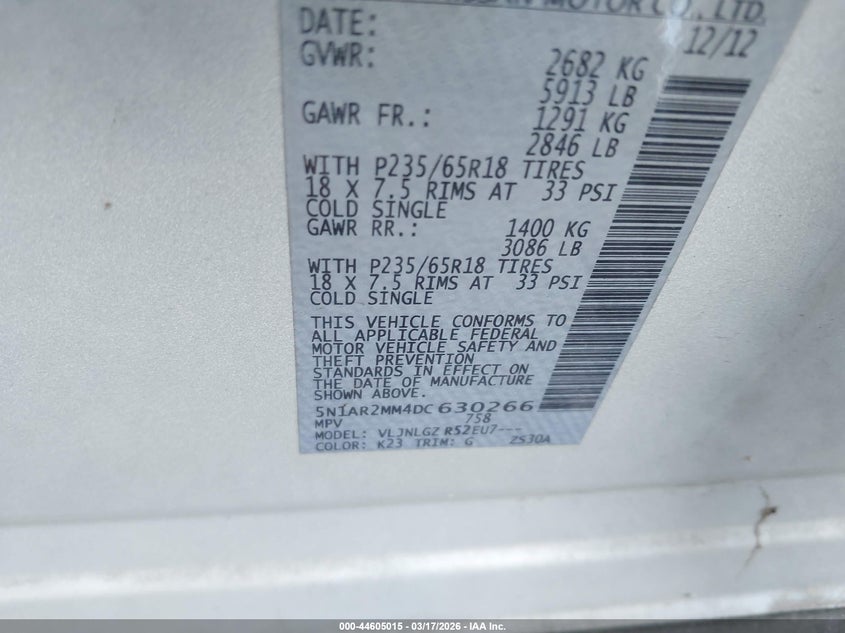 MOTOR CO., LTD.
DATE: 12/12
GVWR: 2682 KG
5913 LB
GAWR FR.: 1291 KG
2846 LB
WITH P235/65R18 TIRES
18 X 7.5 RIMS AT 33 PSI
COLD SINGLE
GAWR RR.: 1400 KG
3086 LB
WITH P235/65R18 TIRES
18 X 7.5 RIMS AT 33 PSI
COLD SINGLE
THIS VEHICLE CONFORMS TO
ALL APPLICABLE FEDERAL
MOTOR VEHICLE SAFETY AND
THEFT PREVENTION
STANDARDS IN EFFECT ON
THE DATE OF MANUFACTURE
SHOWN ABOVE.
5N1AR2MM4DC630266
MPV 758
MODEL: VLJNLGZ R52EU7---
COLOR: K23 TRIM: G ZS30A
000-44605015 - 03/17/2026 - IAA Inc.